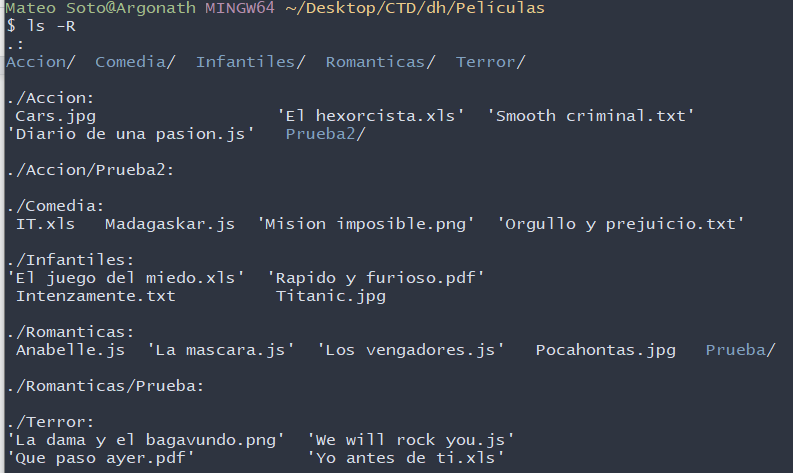 Mateo Soto@Argonath MINGW64 ~/Desktop/CTD/dh/Películas
$ ls -R
.:
Accion/  Comedia/  Infantiles/  Romanticas/  Terror/
./Accion:
 Cars.jpg                  'El hexorcista.xls'  'Smooth criminal.txt'
'Diario de una pasion.js'   Prueba2/
./Accion/Prueba2:
./Comedia:
 IT.xls   Madagaskar.js  'Mision imposible.png'  'Orgullo y prejuicio.txt'
./Infantiles:
'El juego del miedo.xls'  'Rapido y furioso.pdf'
 Intenzamente.txt          Titanic.jpg
./Romanticas:
 Anabelle.js  'La mascara.js'  'Los vengadores.js'   Pocahontas.jpg   Prueba/
./Romanticas/Prueba:
./Terror:
'La dama y el bagavundo.png'  'We will rock you.js'
'Que paso ayer.pdf'           'Yo antes de ti.xls'